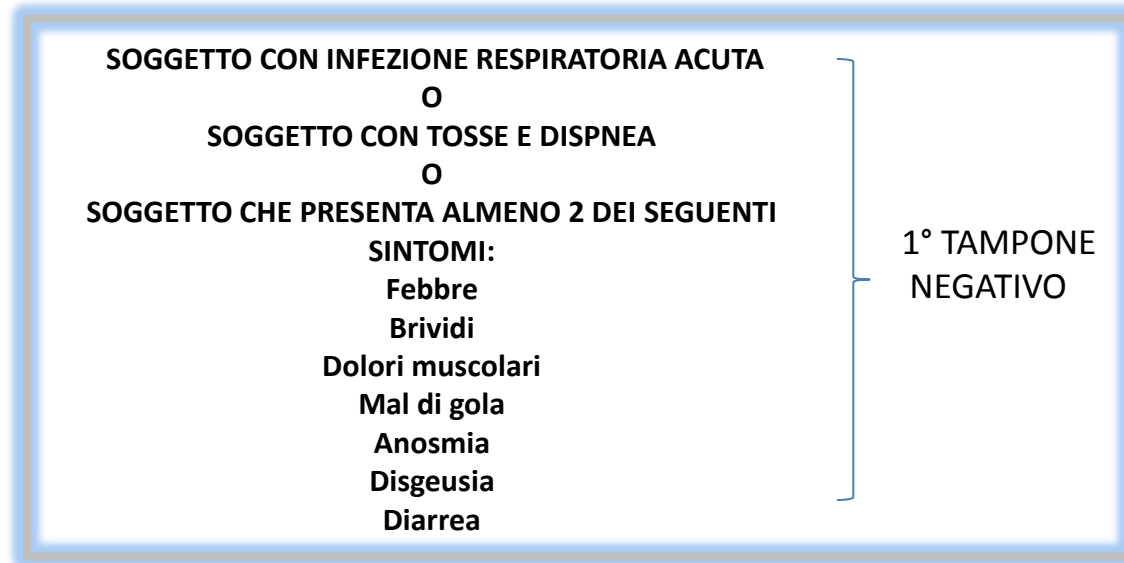 SOGGETTO CON INFEZIONE RESPIRATORIA ACUTA
O
SOGGETTO CON TOSSE E DISPNEA
O
SOGGETTO CHE PRESENTA ALMENO 2 DEI SEGUENTI
SINTOMI:
Febbre
Brividi
Dolori muscolari
Mal di gola
Anosmia
Disgeusia
Diarrea
1° TAMPONE
NEGATIVO